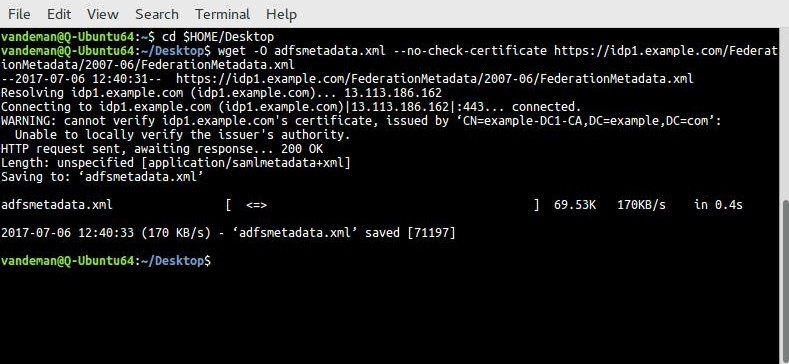 File Edit View Search Terminal Help
vandeman@Q-Ubuntu64:~$ cd $HOME/Desktop
vandeman@Q-Ubuntu64:~/Desktop$ wget -O adfsmetadata.xml --no-check-certificate https://idp1.example.com/Federat
ionMetadata/2007-06/FederationMetadata.xml
--2017-07-06 12:40:31--  https://idp1.example.com/FederationMetadata/2007-06/FederationMetadata.xml
Resolving idp1.example.com (idp1.example.com)... 13.113.186.162
Connecting to idp1.example.com (idp1.example.com)|13.113.186.162|:443... connected.
WARNING: cannot verify idp1.example.com's certificate, issued by ‘CN=example-DC1-CA,DC=example,DC=com’:
  Unable to locally verify the issuer's authority.
HTTP request sent, awaiting response... 200 OK
Length: unspecified [application/samlmetadata+xml]
Saving to: ‘adfsmetadata.xml’
adfsmetadata.xml                [  <=>                                     ]  69.53K   170KB/s    in 0.4s
2017-07-06 12:40:33 (170 KB/s) - ‘adfsmetadata.xml’ saved [71197]
vandeman@Q-Ubuntu64:~/Desktop$